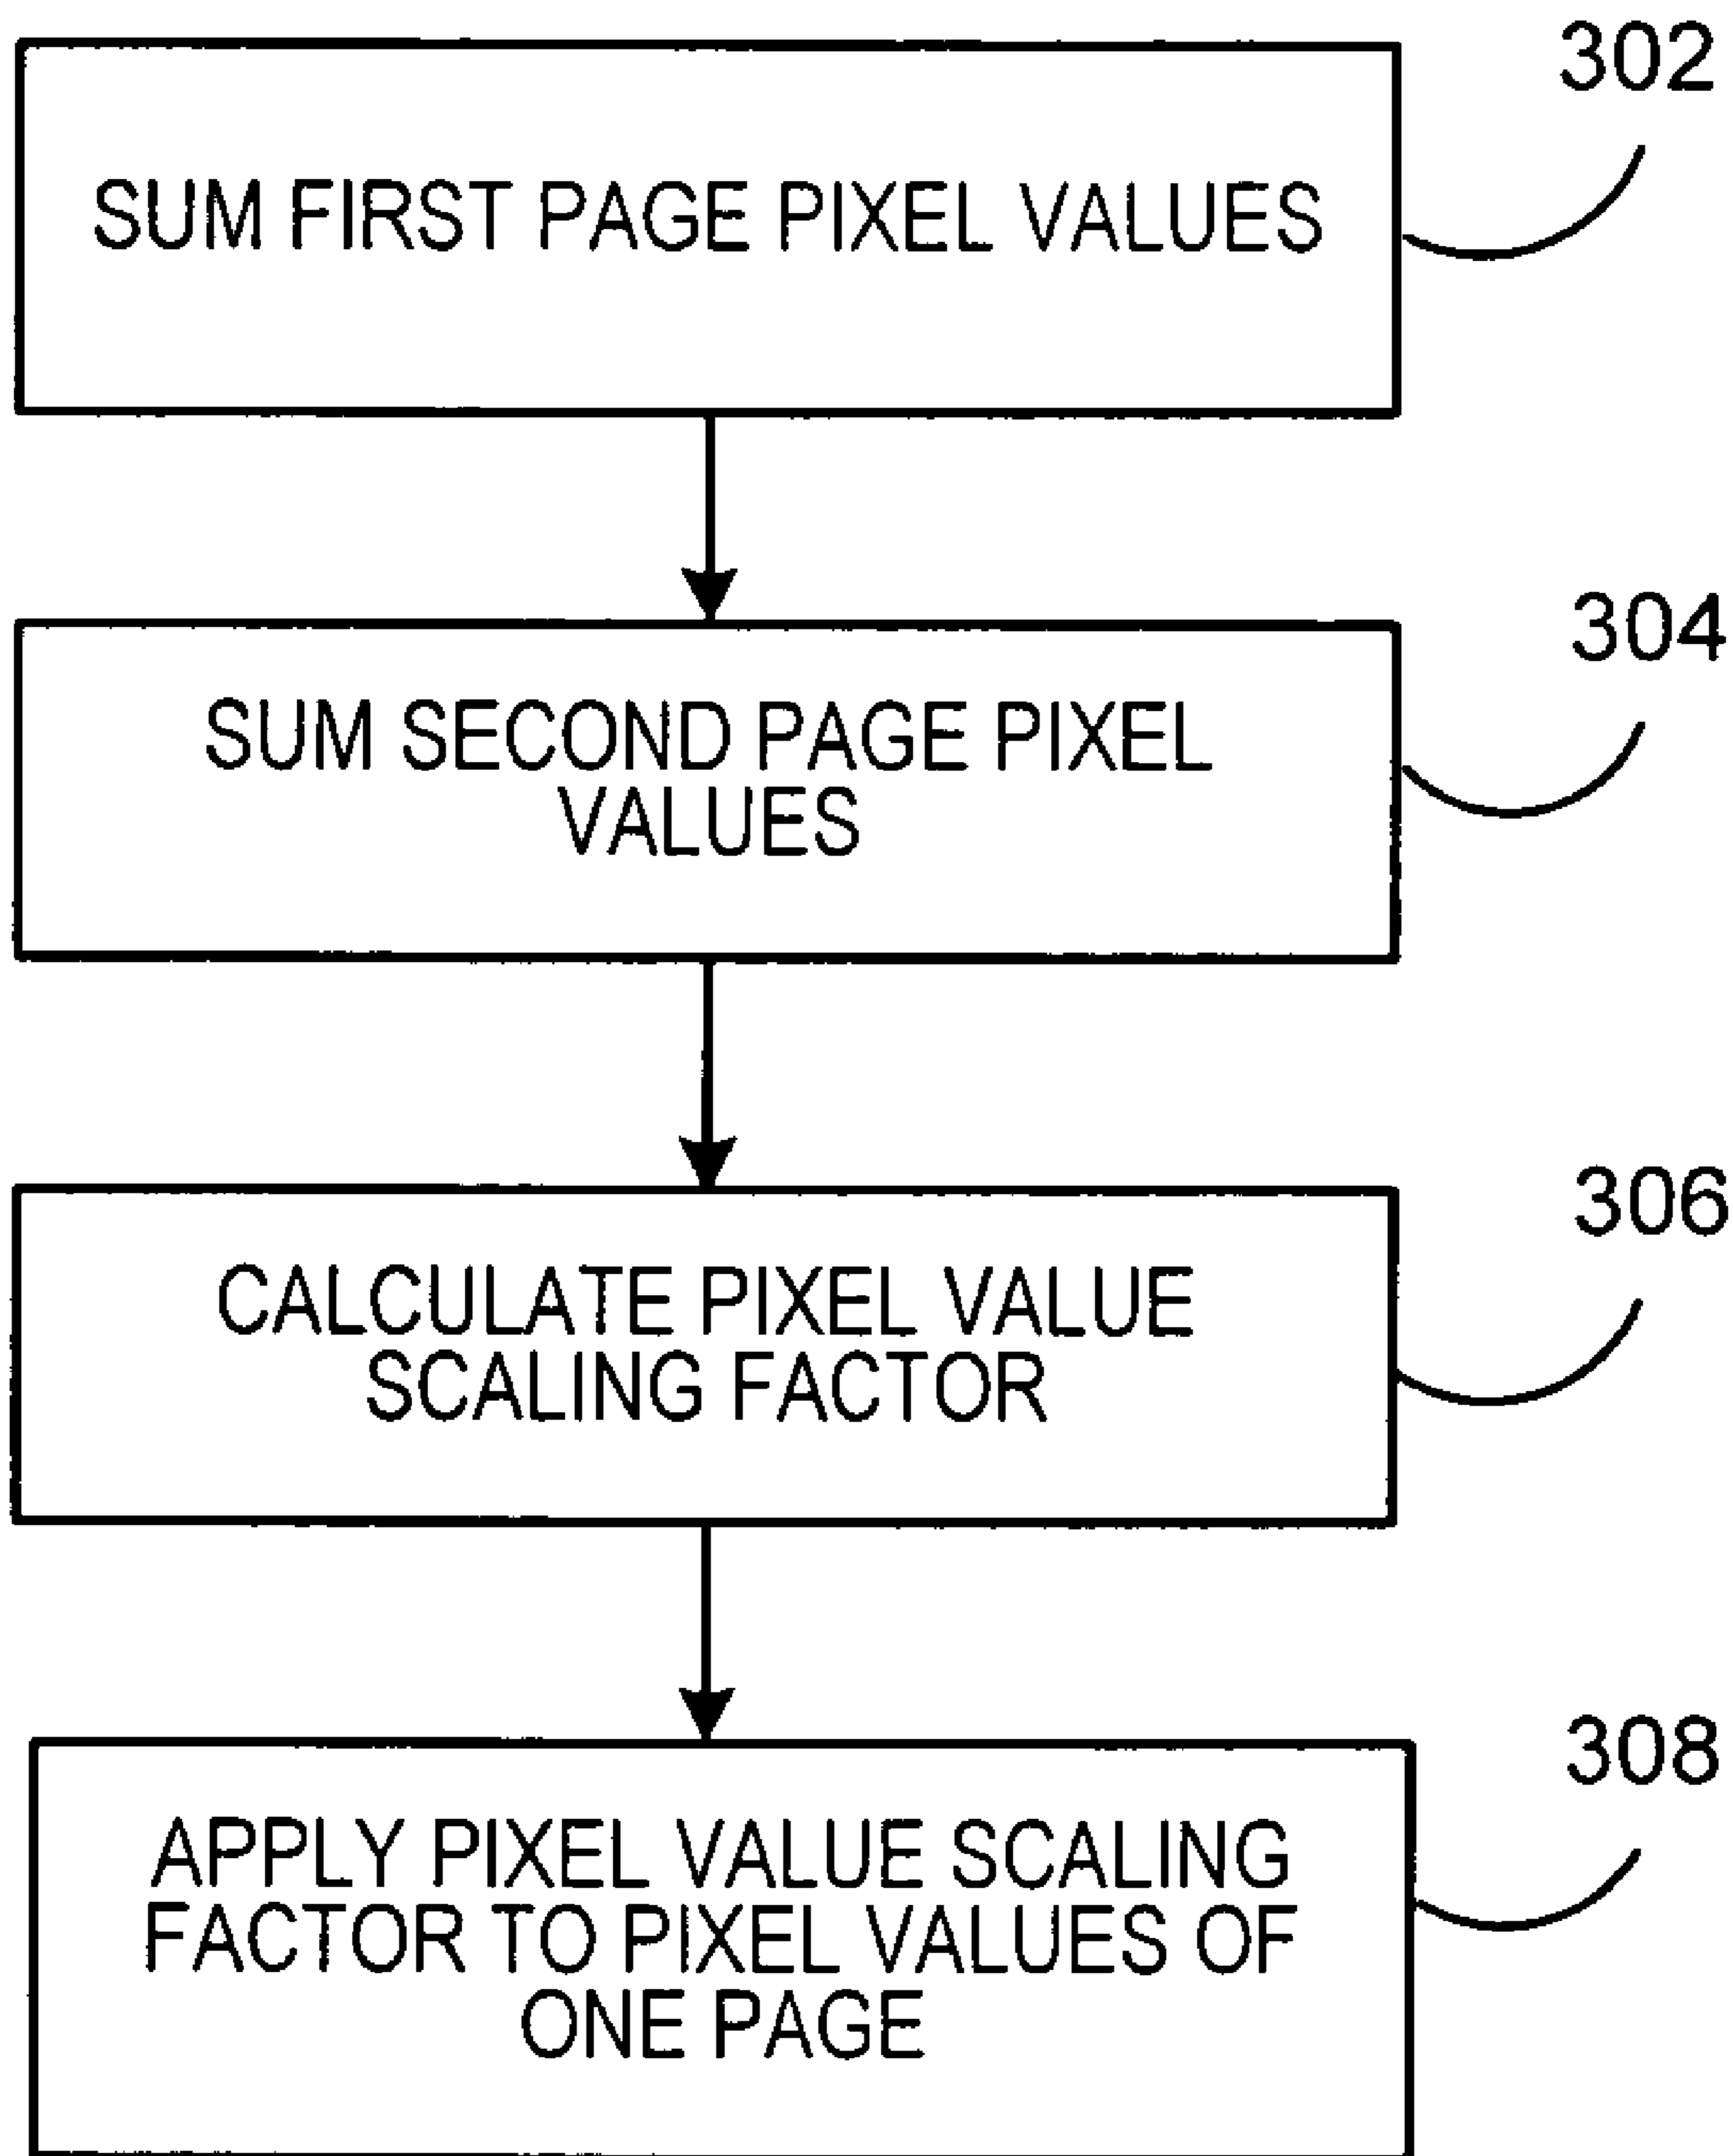 302
SUM FIRST PAGE PIXEL VALUES
304
SUM SECOND PAGE PIXEL
VALUES
306
CALCULATE PIXEL VALUE
SCALING FACTOR
308
APPLY PIXEL VALUE SCALING
FACTOR TO PIXEL VALUES OF
ONE PAGE